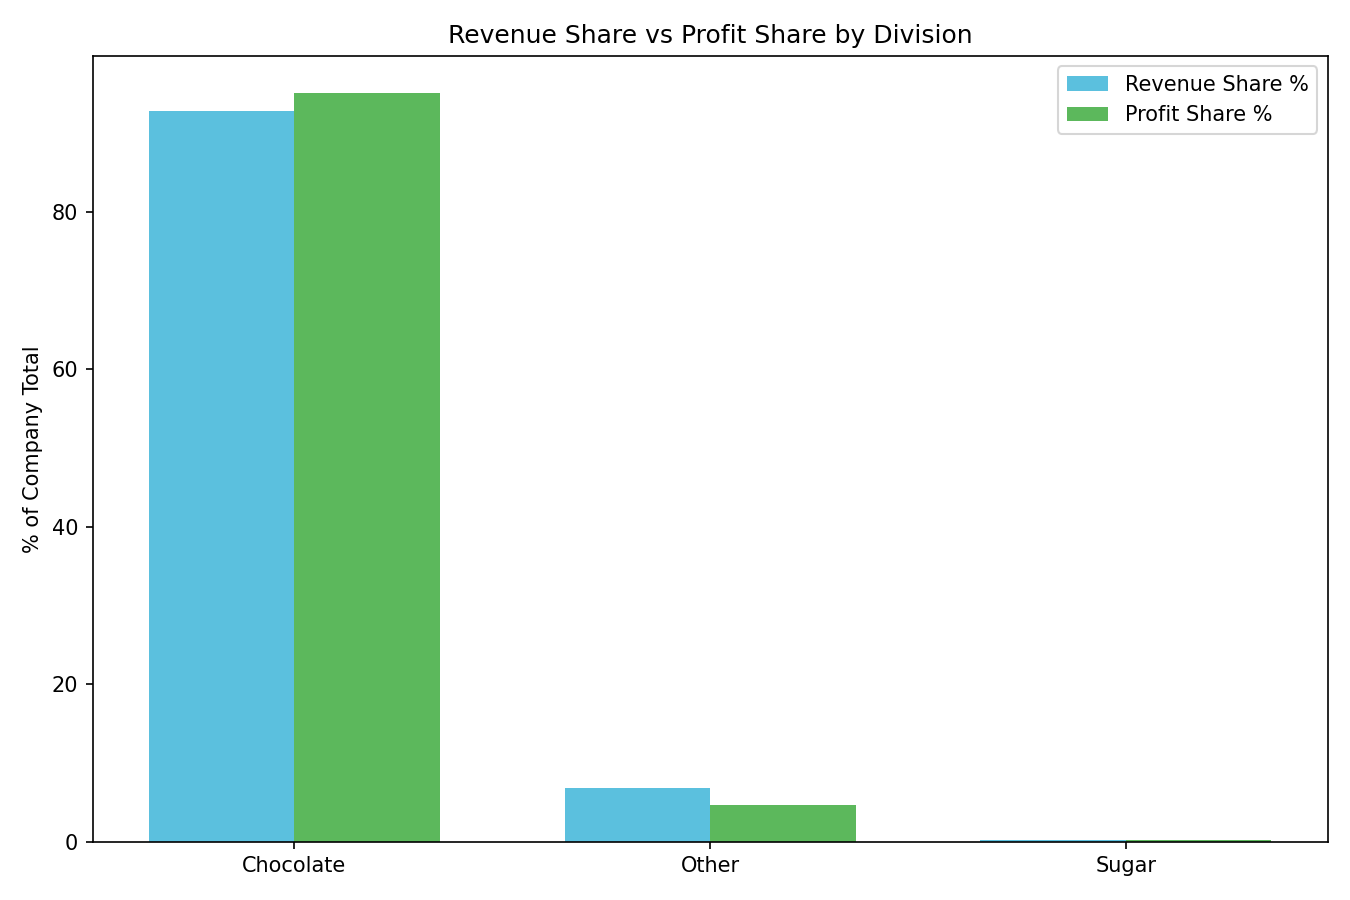 Revenue Share vs Profit Share by Division
Revenue Share %
Profit Share %
% of Company Total
80
60
40
20
0
Chocolate
Other
Sugar